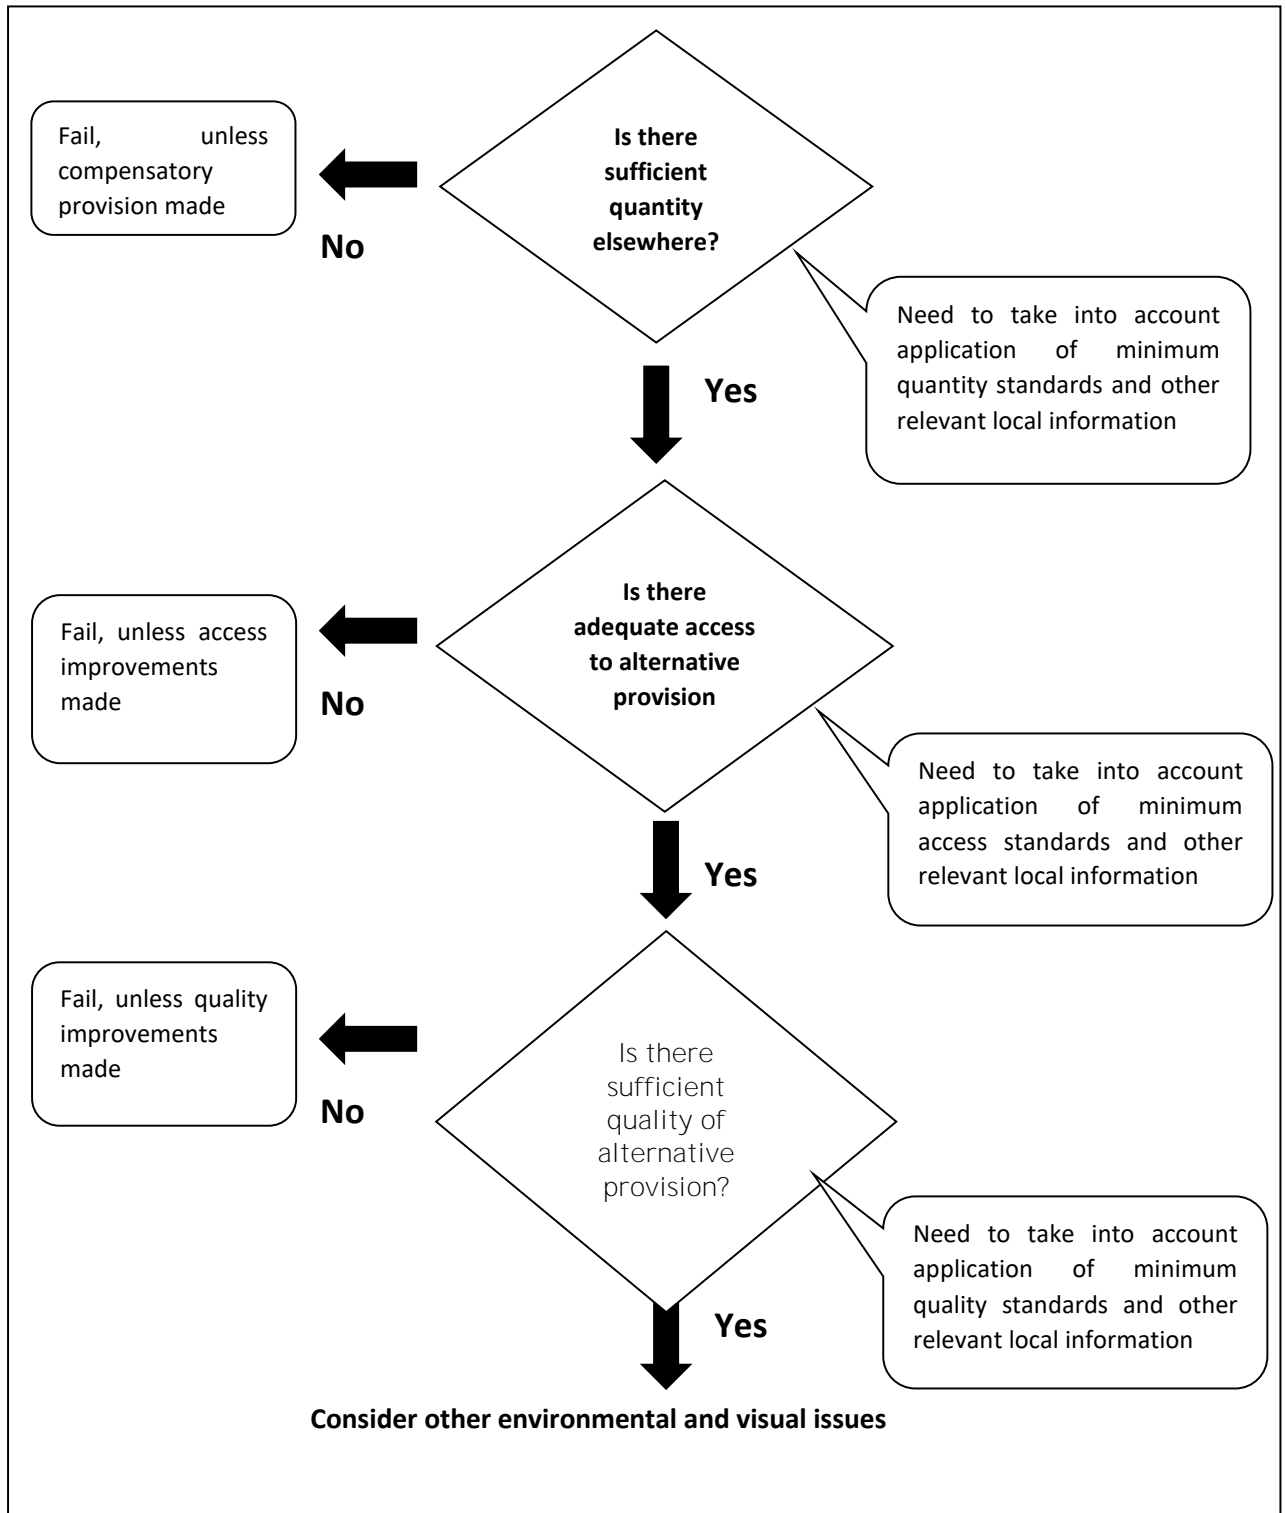 Is there
sufficient
quantity
elsewhere?
Fail, unless
compensatory
provision made
No
Need to take into account
application of minimum
quantity standards and other
relevant local information
Yes
Is there
adequate access
to alternative
provision
Fail, unless access
improvements
made
No
Need to take into account
application of minimum
access standards and other
relevant local information
Yes
Is there
sufficient
quality of
alternative
provision?
Fail, unless quality
improvements
made
No
Need to take into account
application of minimum
quality standards and other
relevant local information
Yes
Consider other environmental and visual issues